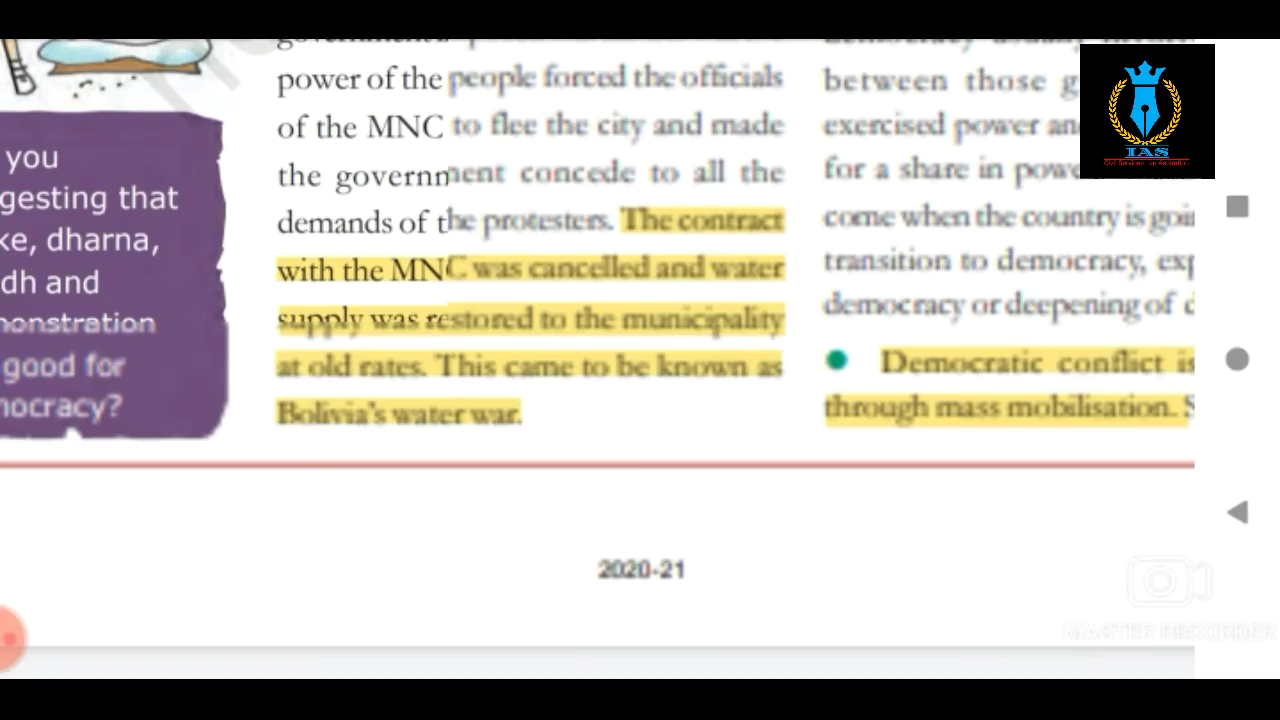 you
gesting that
ke, dharna,
dh and
monstration
good for
mocracy?
power of the people forced the officials
of the MNC to flee the city and made
the government concede to all the
demands of the protesters. The contract
with the MNC was cancelled and water
supply was restored to the municipality
at old rates. This came to be known as
Bolivia's water war.
between those g
exercised power an
for a share in powe
come when the country is goi
transition to democracy, exp
democracy or deepening of d
● Democratic conflict is
through mass mobilisation. S
2020-21
IAS
MASTER RECORDER